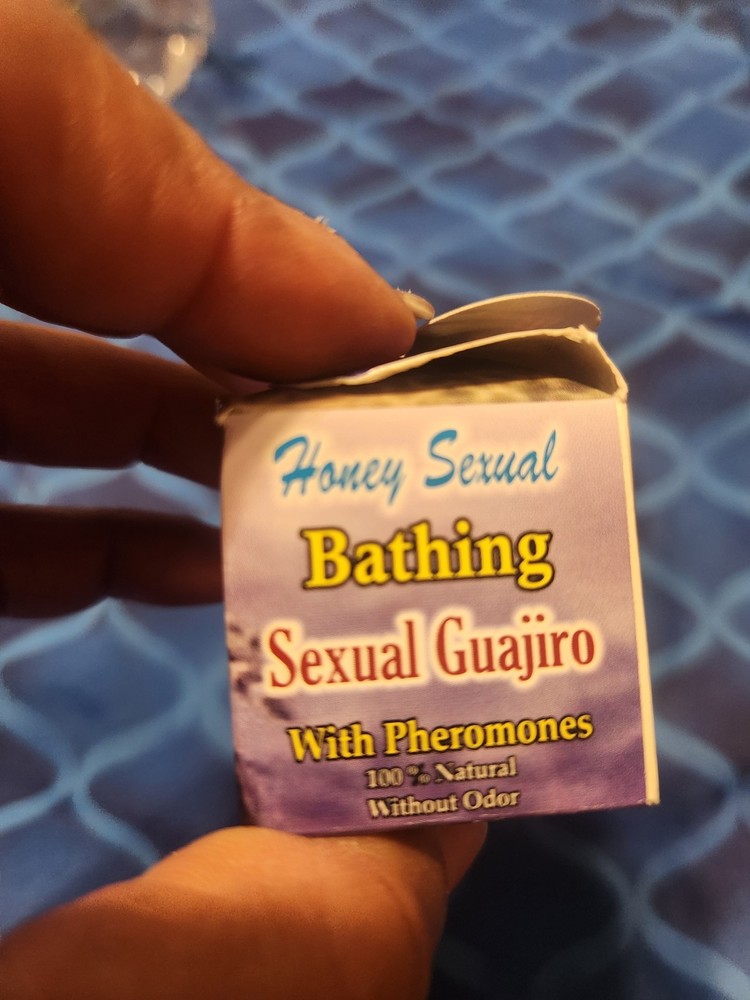 Honey Sexual
Bathing
Sexual Guajiro
With Pheromones
100 % Natural
Without Odor